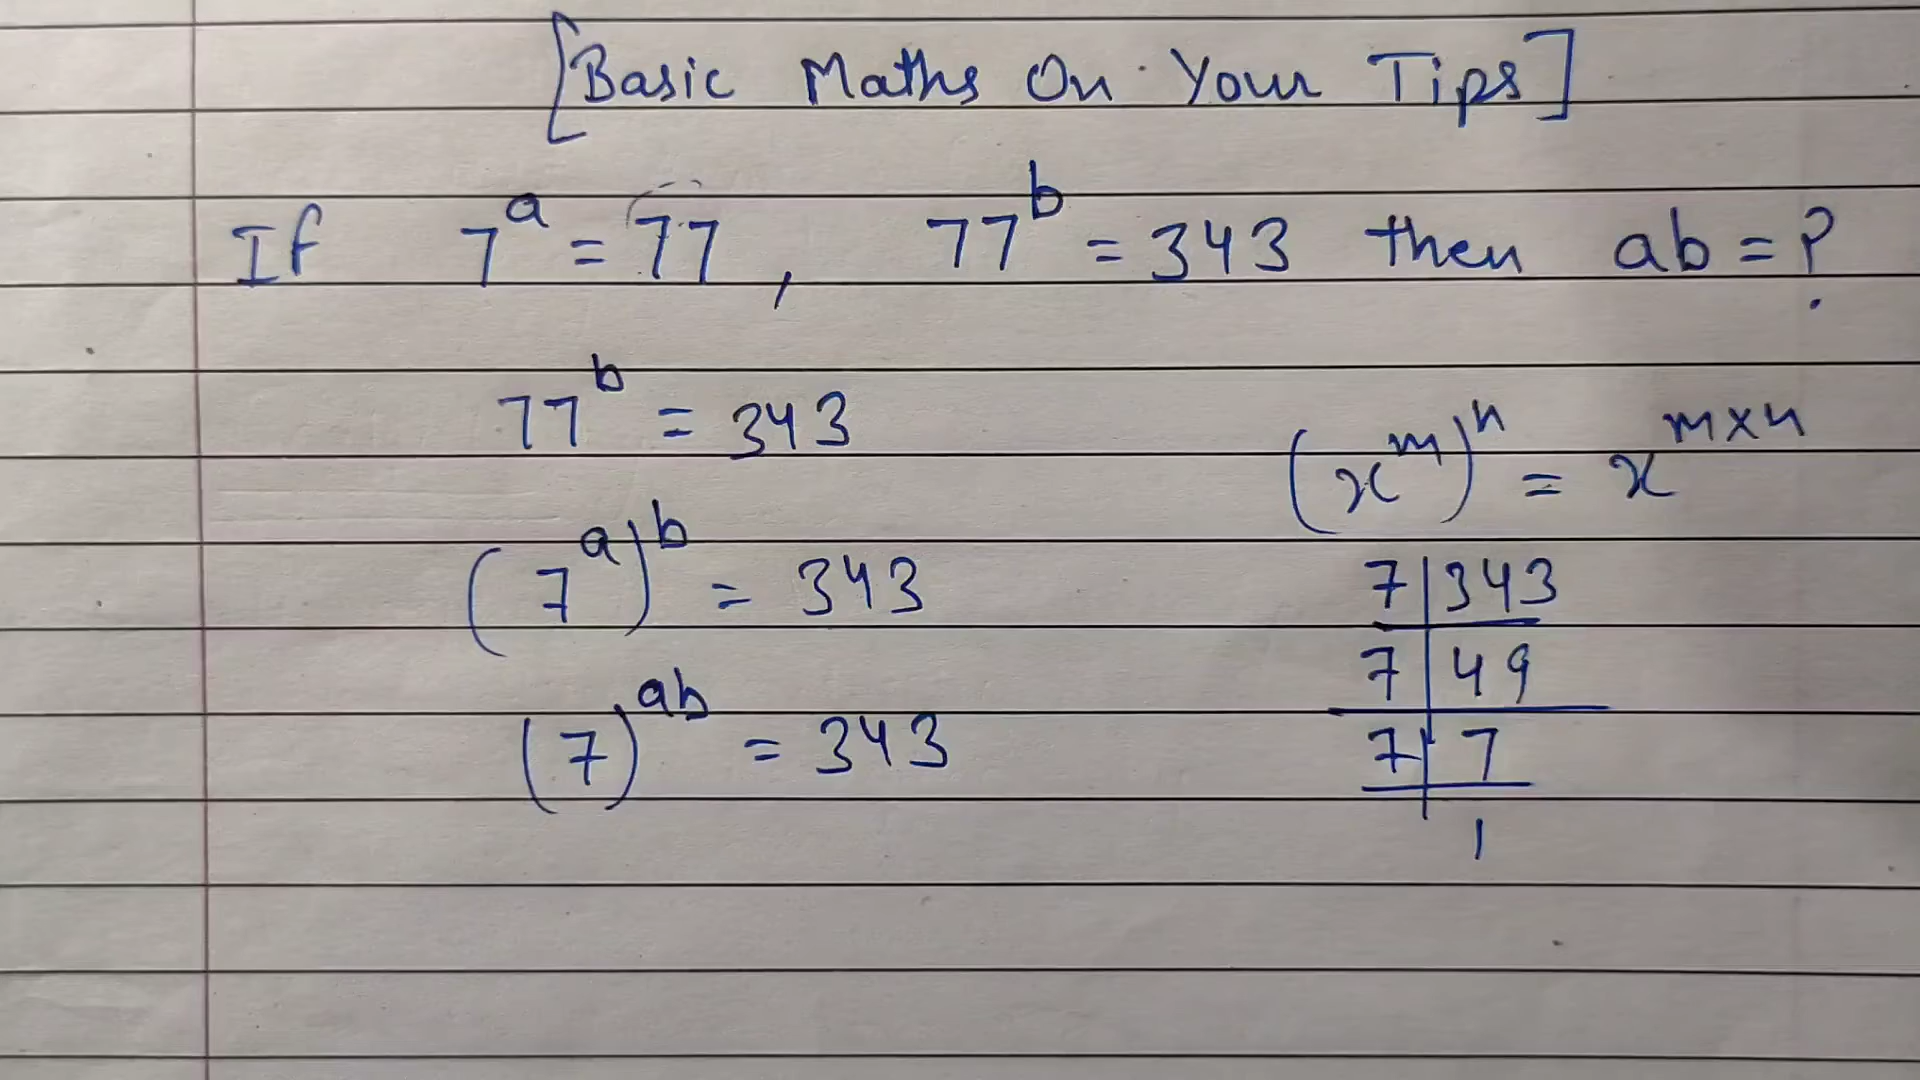 [Basic Maths On Your Tips]
If 7^a = 77, 77^b = 343 then ab = ?
77^b = 343
(x^m)^n = x^{m×n}
(7^a)^b = 343
7 | 343
7 | 49
(7)^{ab} = 343
7 | 7
1